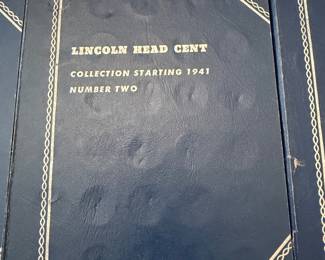 LINCOLN HEAD CENT
COLLECTION STARTING 1941
NUMBER TWO